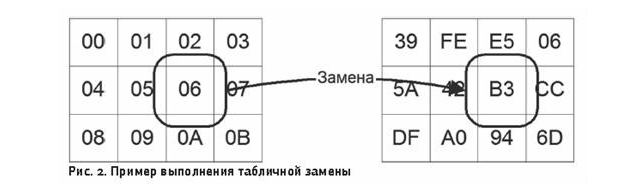 00 01 02 03 39 FE E5 06
04 05 06 07 Замена 5A 42 B3 CC
08 09 0A 0B DF A0 94 6D
Рис. 2. Пример выполнения табличной замены